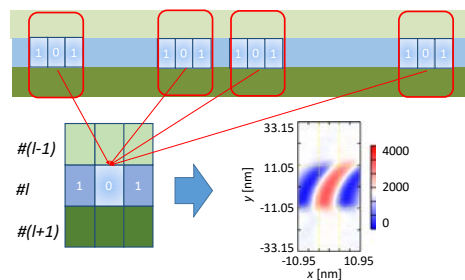 1 0 1 1 0 1 1 0 1 1 0 1
#(l-1)
#l 1 0 1
#(l+1)
y [nm]
33.15
11.05
-11.05
-33.15
-10.95 10.95
x [nm]
4000
2000
0